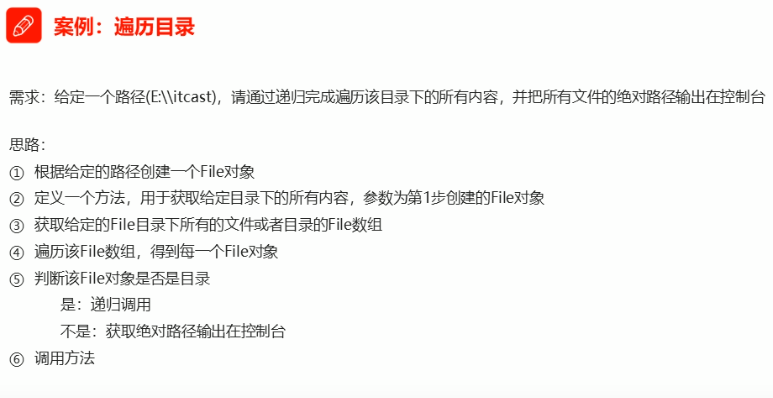 案例：遍历目录
需求：给定一个路径(E:\\itcast)，请通过递归完成遍历该目录下的所有内容，并把所有文件的绝对路径输出在控制台
思路：
① 根据给定的路径创建一个File对象
② 定义一个方法，用于获取给定目录下的所有内容，参数为第1步创建的File对象
③ 获取给定的File目录下所有的文件或者目录的File数组
④ 遍历该File数组，得到每一个File对象
⑤ 判断该File对象是否是目录
是：递归调用
不是：获取绝对路径输出在控制台
⑥ 调用方法